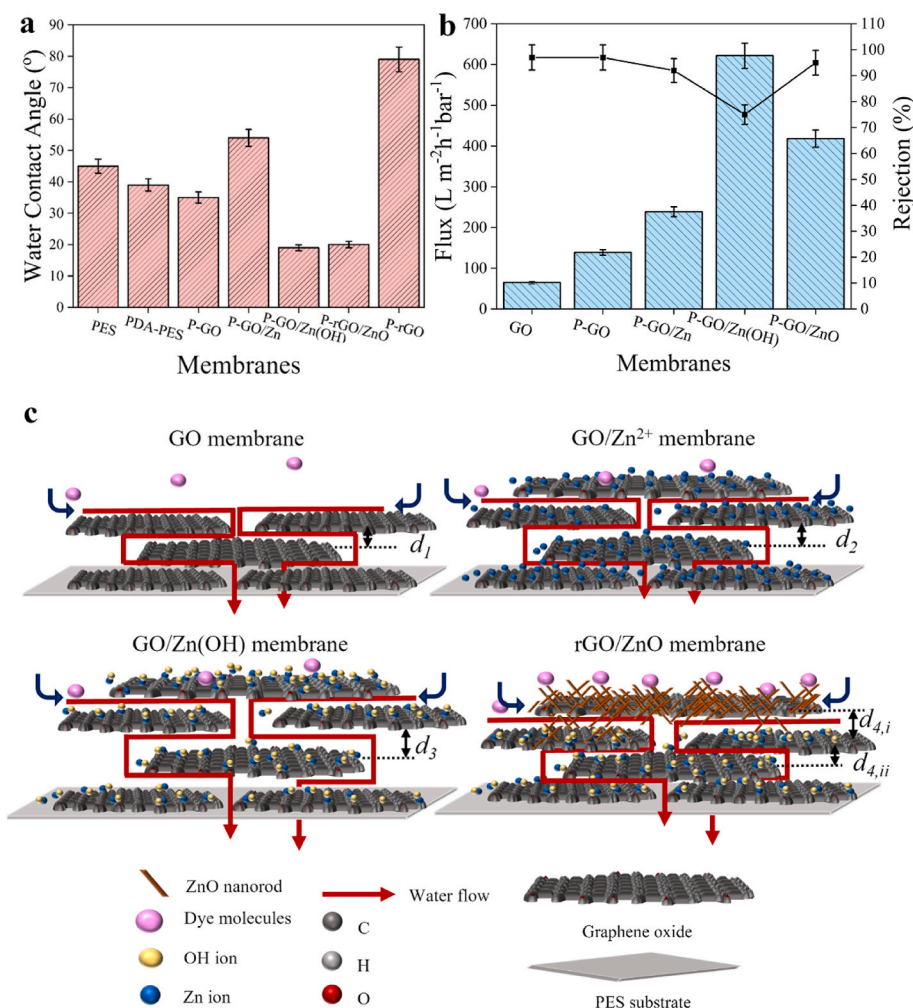 a
Water Contact Angle (º)
90
80
70
60
50
40
30
20
10
0
PES
PDA-PES
P-GO
P-GO/Zn
P-GO/Zn(OH)
P-rGO/ZnO
P-rGO
Membranes
b
Flux (L m⁻²h⁻¹bar⁻¹)
700
600
500
400
300
200
100
0
110
100
90
80
70
60
50
40
30
20
10
0
Rejection (%)
GO
P-GO
P-GO/Zn
P-GO/Zn(OH)
P-GO/ZnO
Membranes
c
GO membrane
d₁
GO/Zn²⁺ membrane
d₂
GO/Zn(OH) membrane
d₃
rGO/ZnO membrane
d₄,ᵢ
d₄,ᵢᵢ
ZnO nanorod
Dye molecules
OH ion
Zn ion
Water flow
C
H
O
Graphene oxide
PES substrate